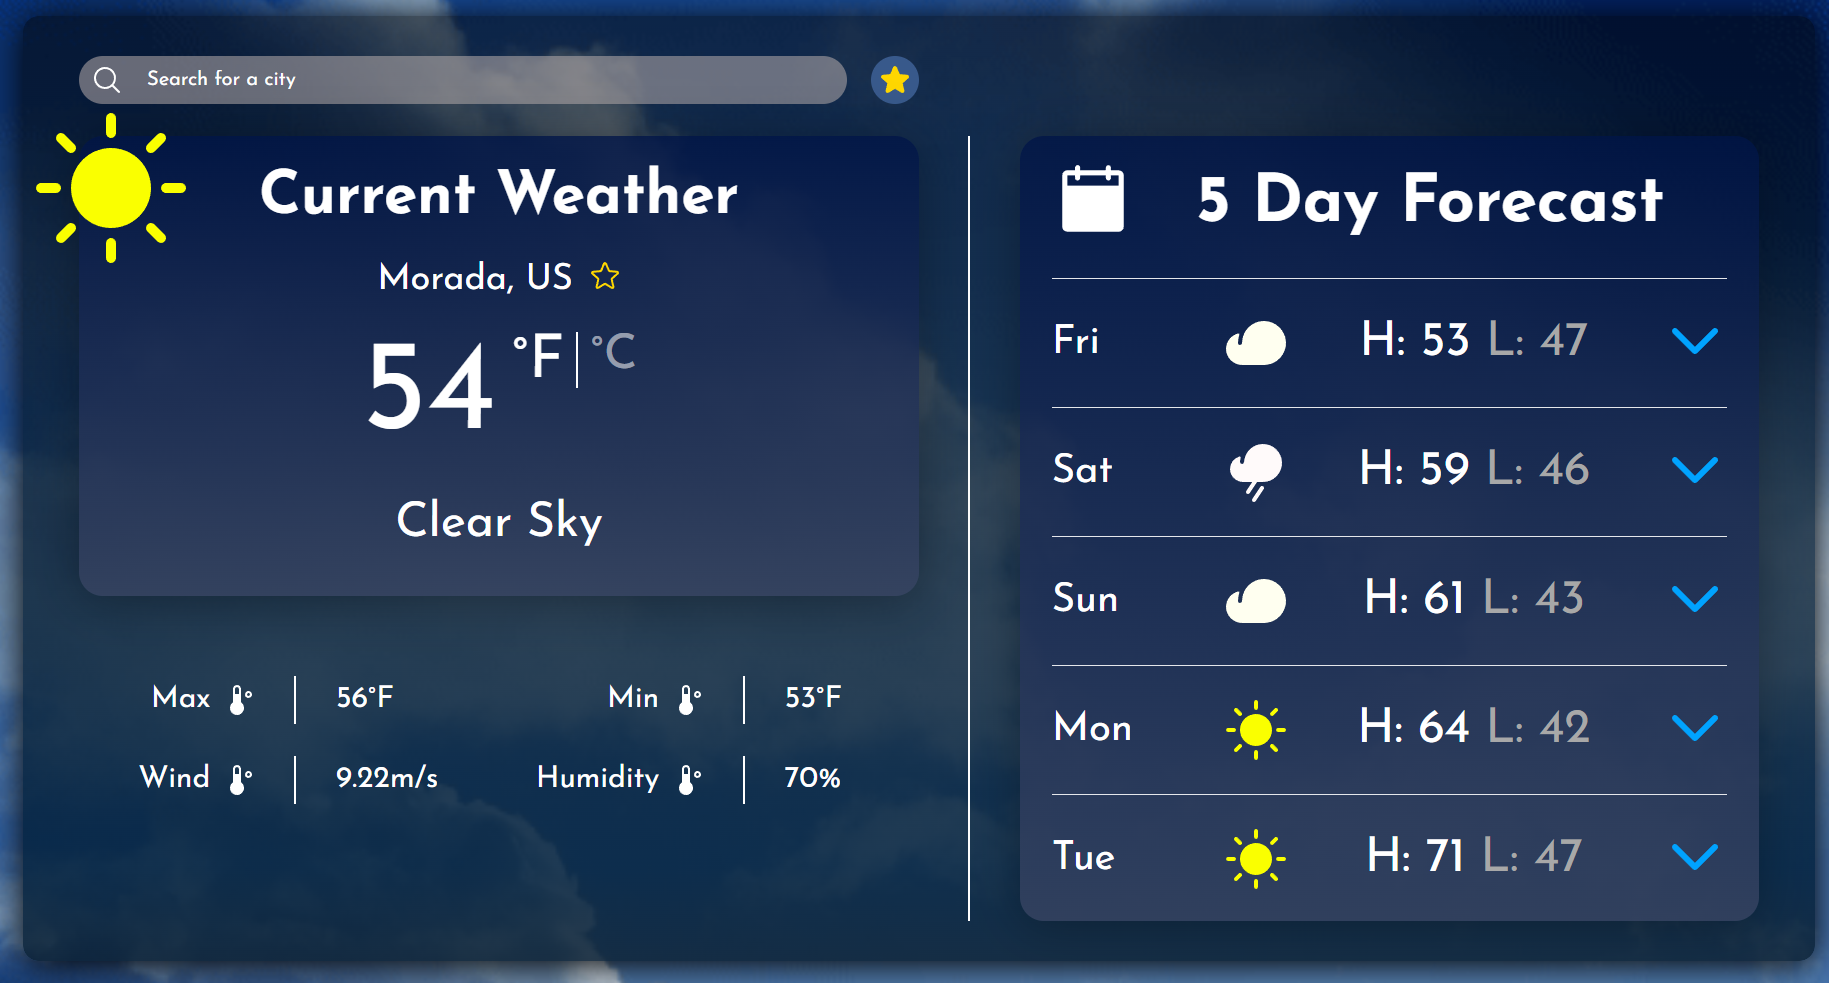 Search for a city
Current Weather
Morada, US
54 °F °C
Clear Sky
Max 56°F Min 53°F
Wind 9.22m/s Humidity 70%
5 Day Forecast
Fri H: 53 L: 47
Sat H: 59 L: 46
Sun H: 61 L: 43
Mon H: 64 L: 42
Tue H: 71 L: 47